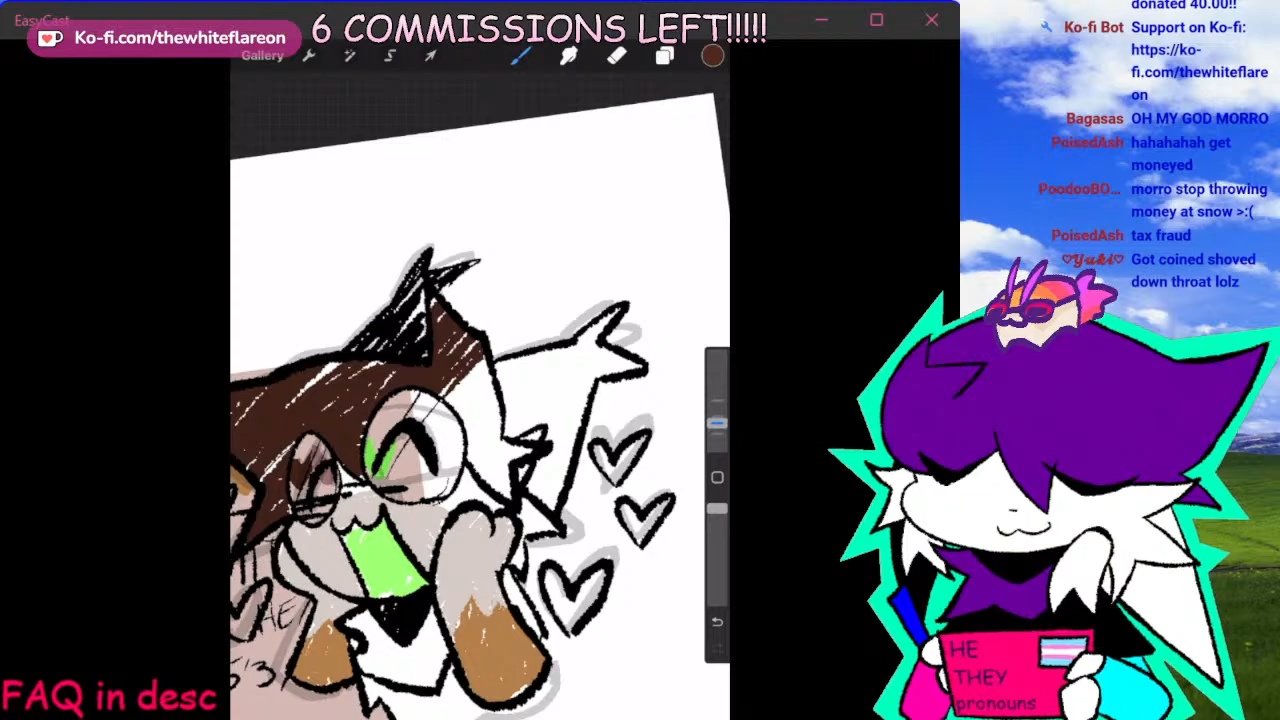 EasyCast
Ko-fi.com/thewhiteflareon
6 COMMISSIONS LEFT!!!!!
Gallery
donated 40.00!!
Ko-fi Bot Support on Ko-fi:
https://ko-
fi.com/thewhiteflare
on
Bagasas OH MY GOD MORRO
PoisedAsh hahahahah get
moneyed
PoodooBO... morro stop throwing
money at snow >:(
PoisedAsh tax fraud
♡𝓨𝓾𝓴𝓲♡ Got coined shoved
down throat lolz
HE
THEY
pronouns
FAQ in desc